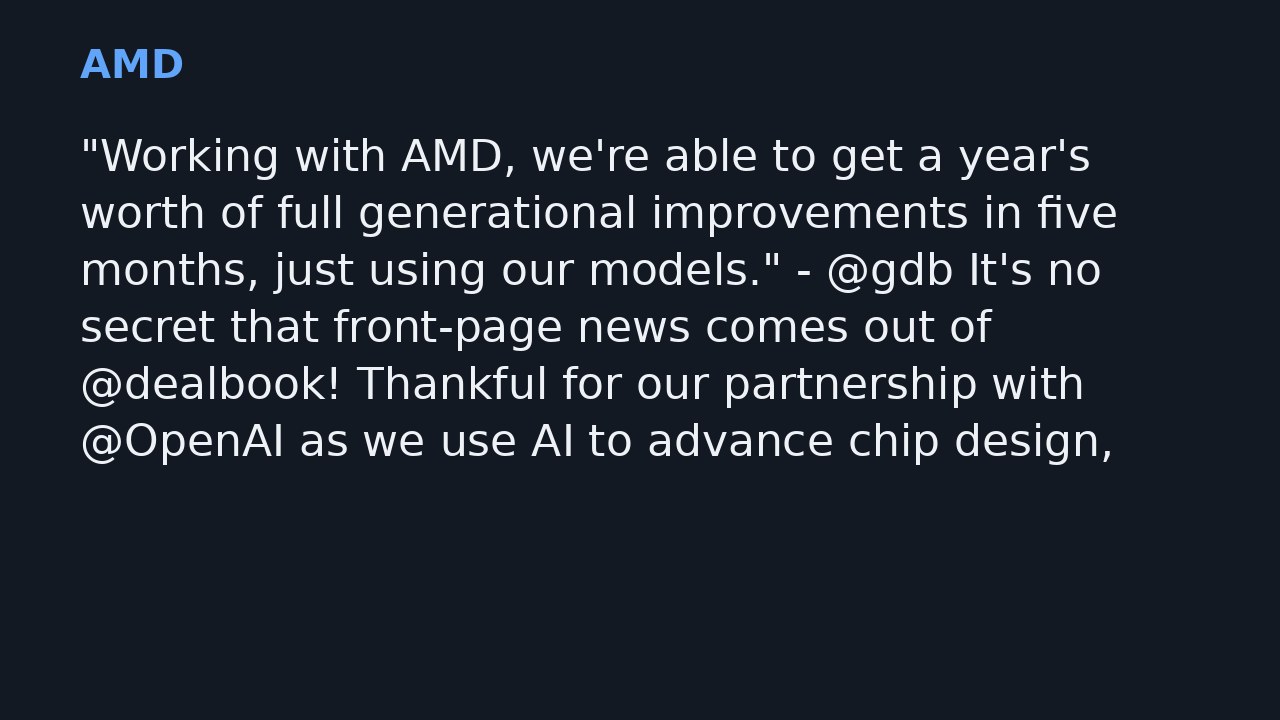 AMD
"Working with AMD, we're able to get a year's
worth of full generational improvements in five
months, just using our models." - @gdb It's no
secret that front-page news comes out of
@dealbook! Thankful for our partnership with
@OpenAI as we use AI to advance chip design,